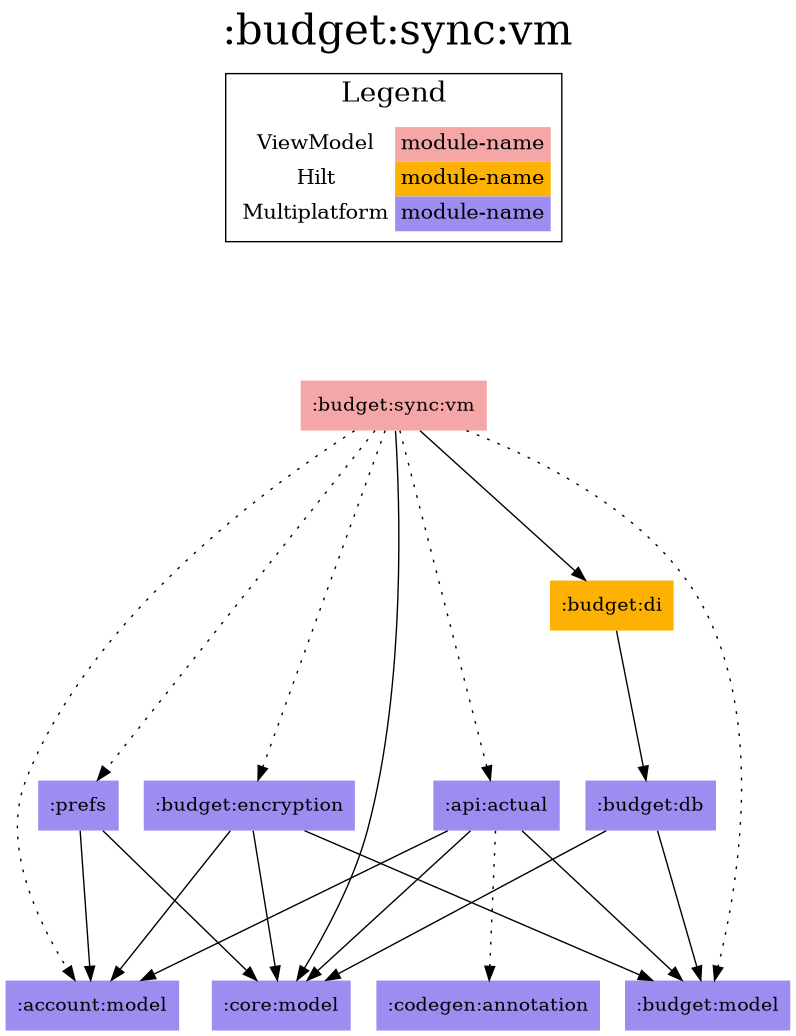 :budget:sync:vm
Legend
ViewModel module-name
Hilt module-name
Multiplatform module-name
:budget:sync:vm
:budget:di
:prefs :budget:encryption :api:actual :budget:db
:account:model :core:model :codegen:annotation :budget:model